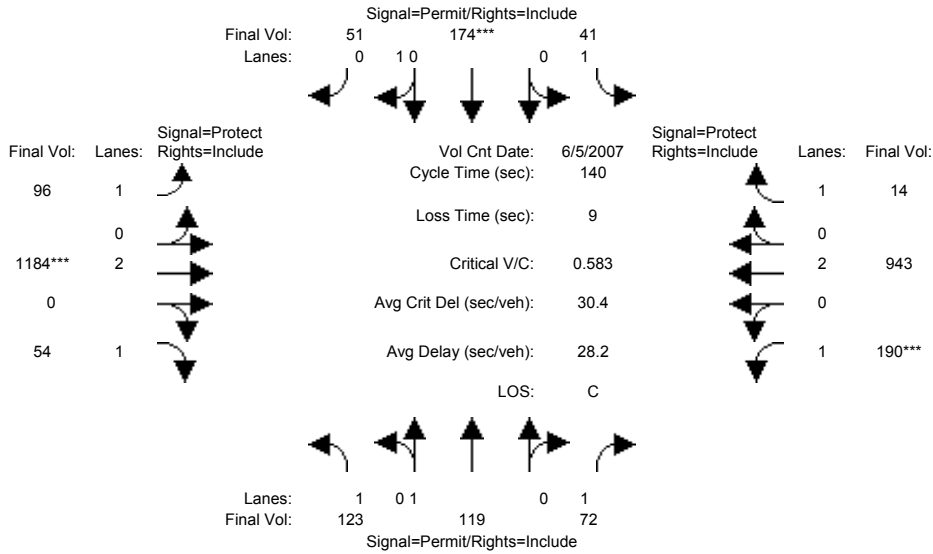 Signal=Permit/Rights=Include
Final Vol: 51 174*** 41
Lanes: 0 1 0 0 1
Signal=Protect Signal=Protect
Final Vol: Lanes: Rights=Include Vol Cnt Date: 6/5/2007 Rights=Include Lanes: Final Vol:
Cycle Time (sec): 140
96 1 1 14
Loss Time (sec): 9
0 0
1184*** 2 Critical V/C: 0.583 2 943
0 Avg Crit Del (sec/veh): 30.4 0
54 1 Avg Delay (sec/veh): 28.2 1 190***
LOS: C
Lanes: 1 0 1 0 1
Final Vol: 123 119 72
Signal=Permit/Rights=Include